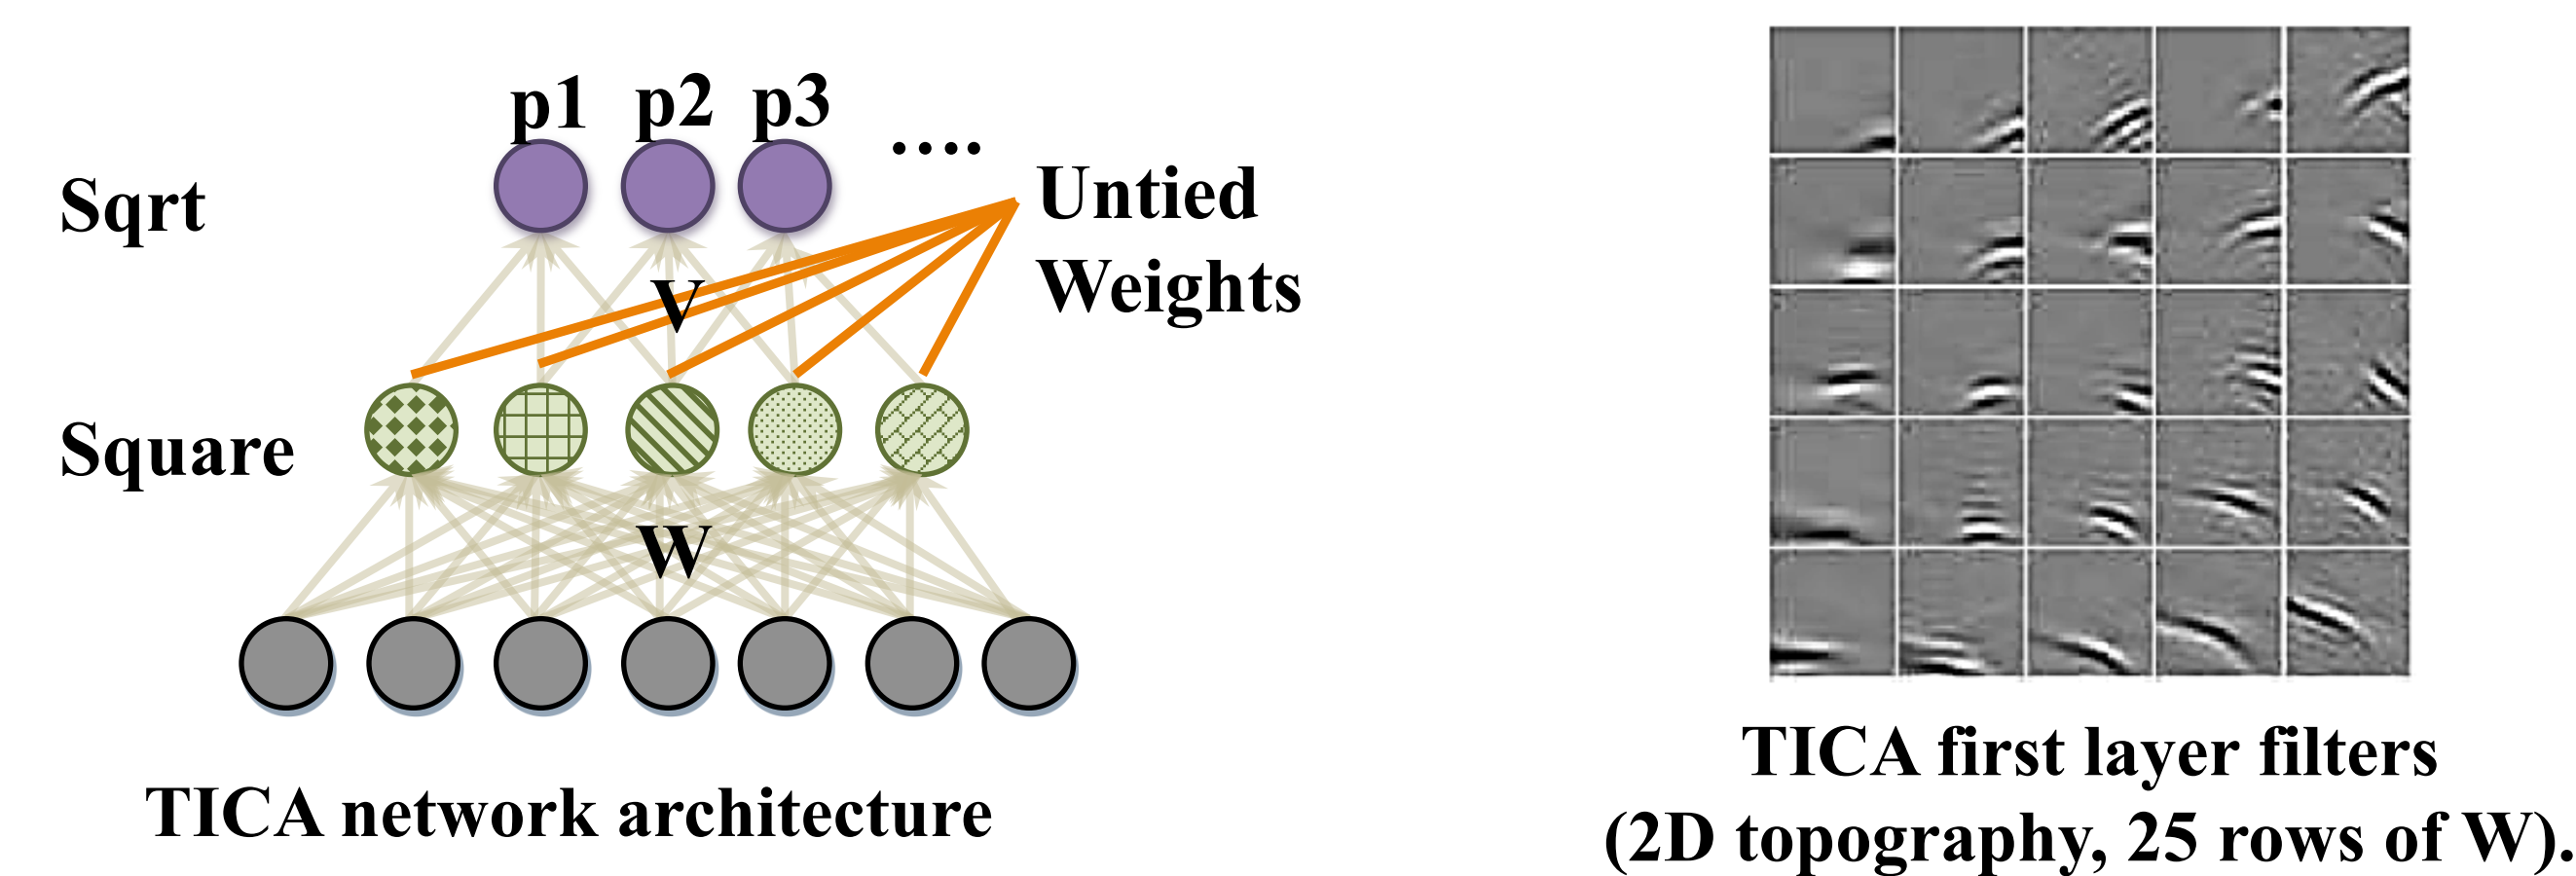 p1 p2 p3 ....
Sqrt
Untied
Weights
V
Square
W
TICA network architecture
TICA first layer filters
(2D topography, 25 rows of W).